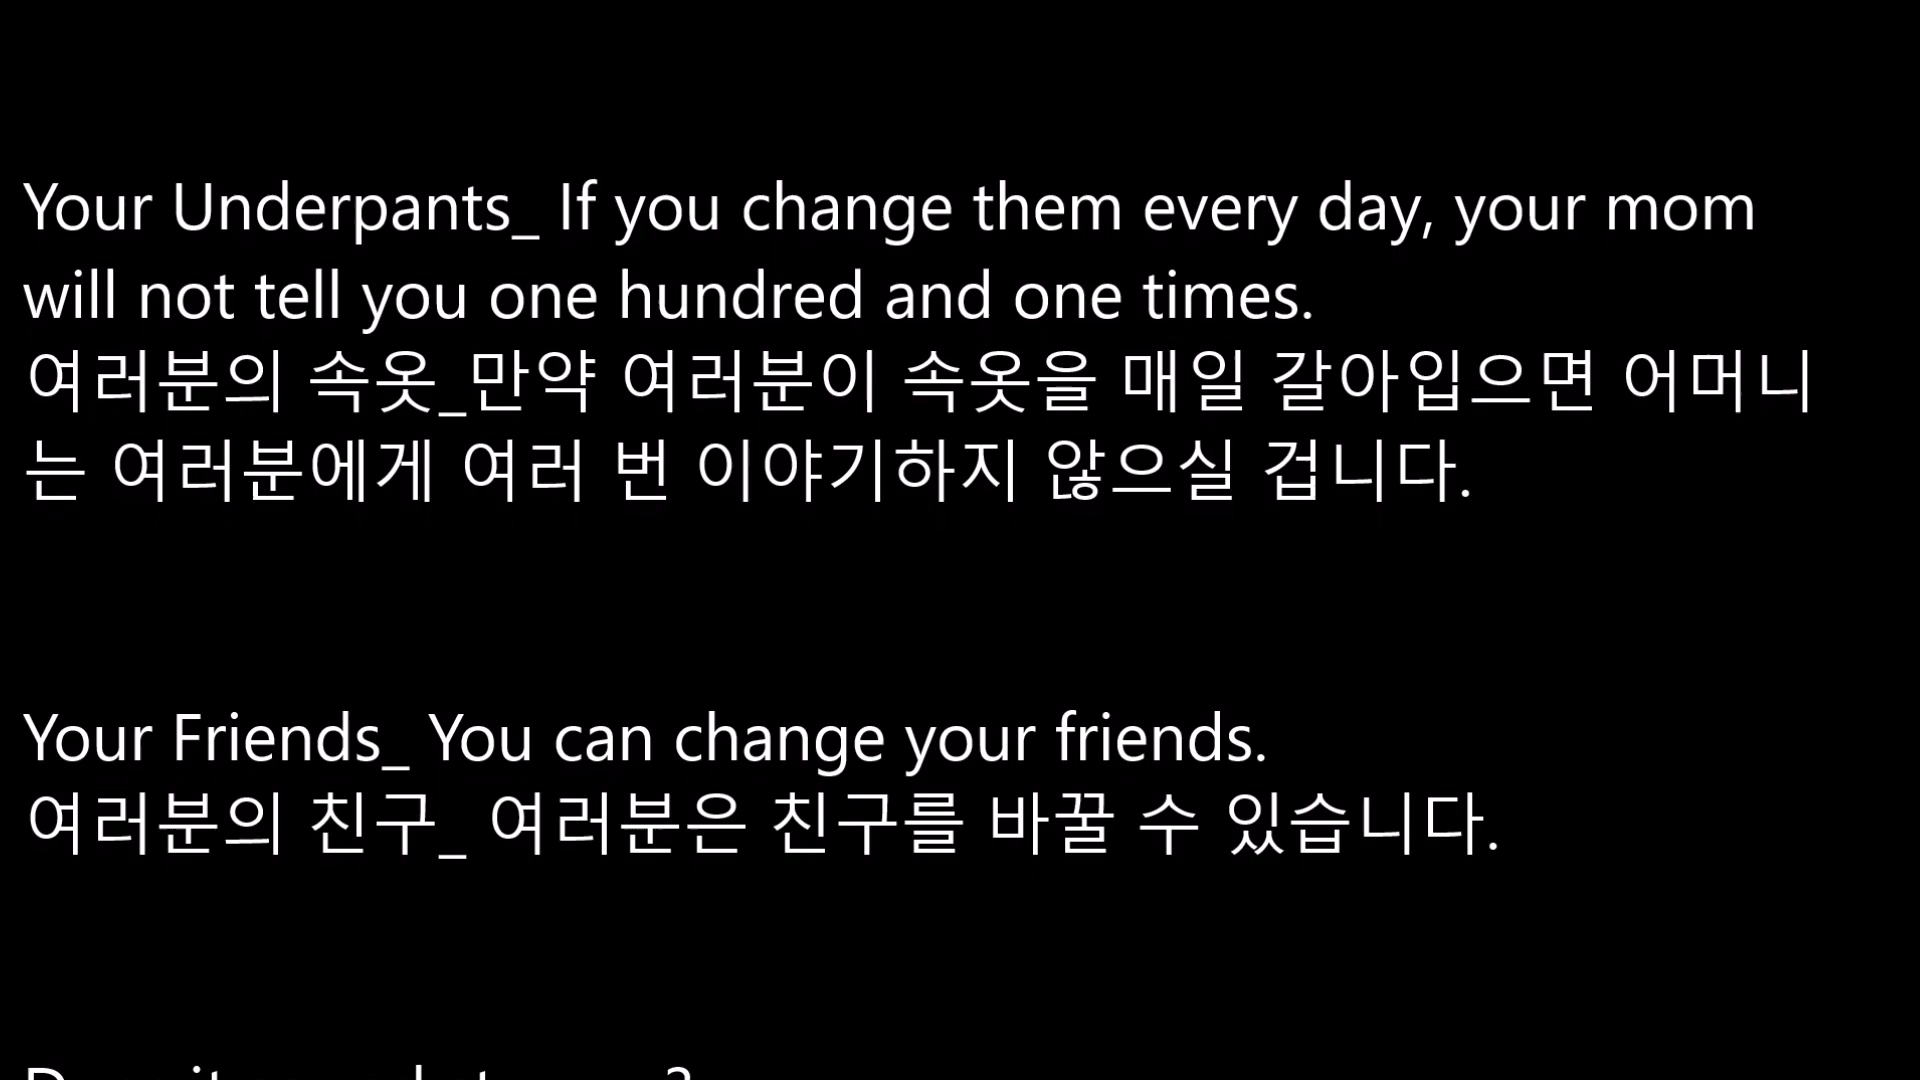 Your Underpants_ If you change them every day, your mom
will not tell you one hundred and one times.
여러분의 속옷_만약 여러분이 속옷을 매일 갈아입으면 어머니
는 여러분에게 여러 번 이야기하지 않으실 겁니다.
Your Friends_ You can change your friends.
여러분의 친구_ 여러분은 친구를 바꿀 수 있습니다.